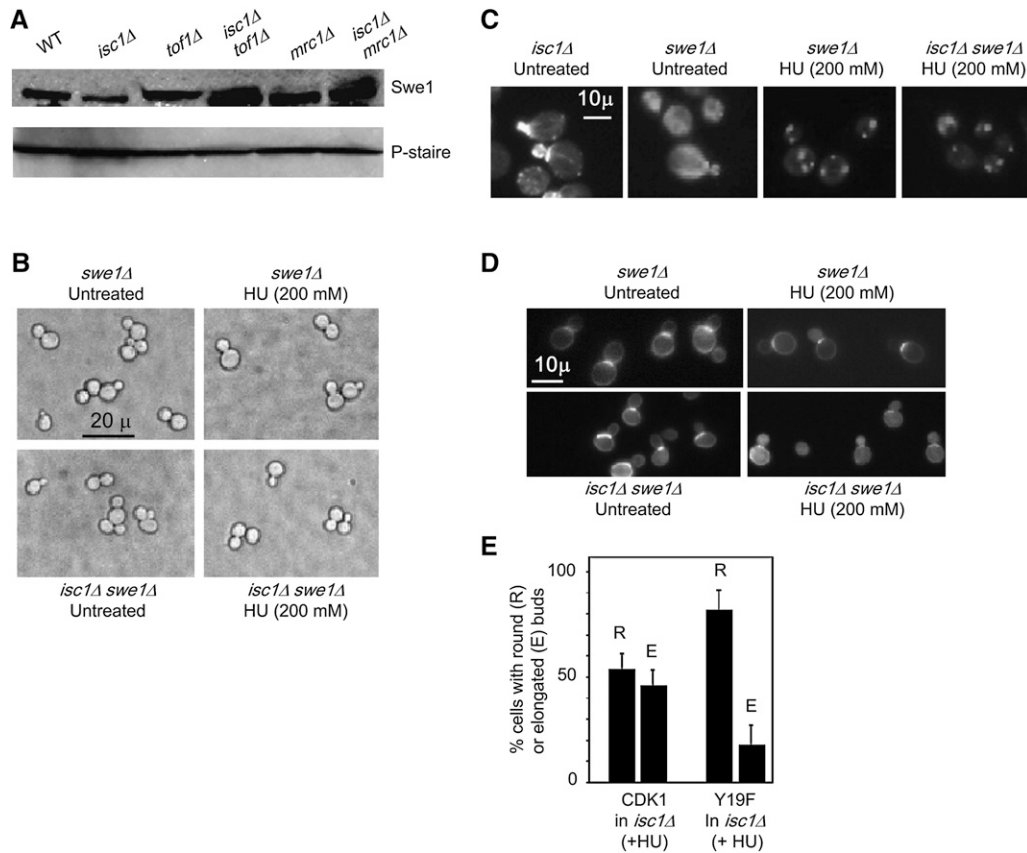 A
WT
isc1Δ
tof1Δ
isc1Δ
tof1Δ
mrc1Δ
isc1Δ
mrc1Δ
Swe1
P-staire
B
swe1Δ
Untreated
swe1Δ
HU (200 mM)
20 μ
isc1Δ swe1Δ
Untreated
isc1Δ swe1Δ
HU (200 mM)
C
isc1Δ
Untreated
swe1Δ
Untreated
swe1Δ
HU (200 mM)
isc1Δ swe1Δ
HU (200 mM)
10μ
D
swe1Δ
Untreated
swe1Δ
HU (200 mM)
10μ
isc1Δ swe1Δ
Untreated
isc1Δ swe1Δ
HU (200 mM)
E
% cells with round (R)
or elongated (E) buds
100
50
0
R
E
R
E
CDK1
in isc1Δ
(+HU)
Y19F
In isc1Δ
(+ HU)